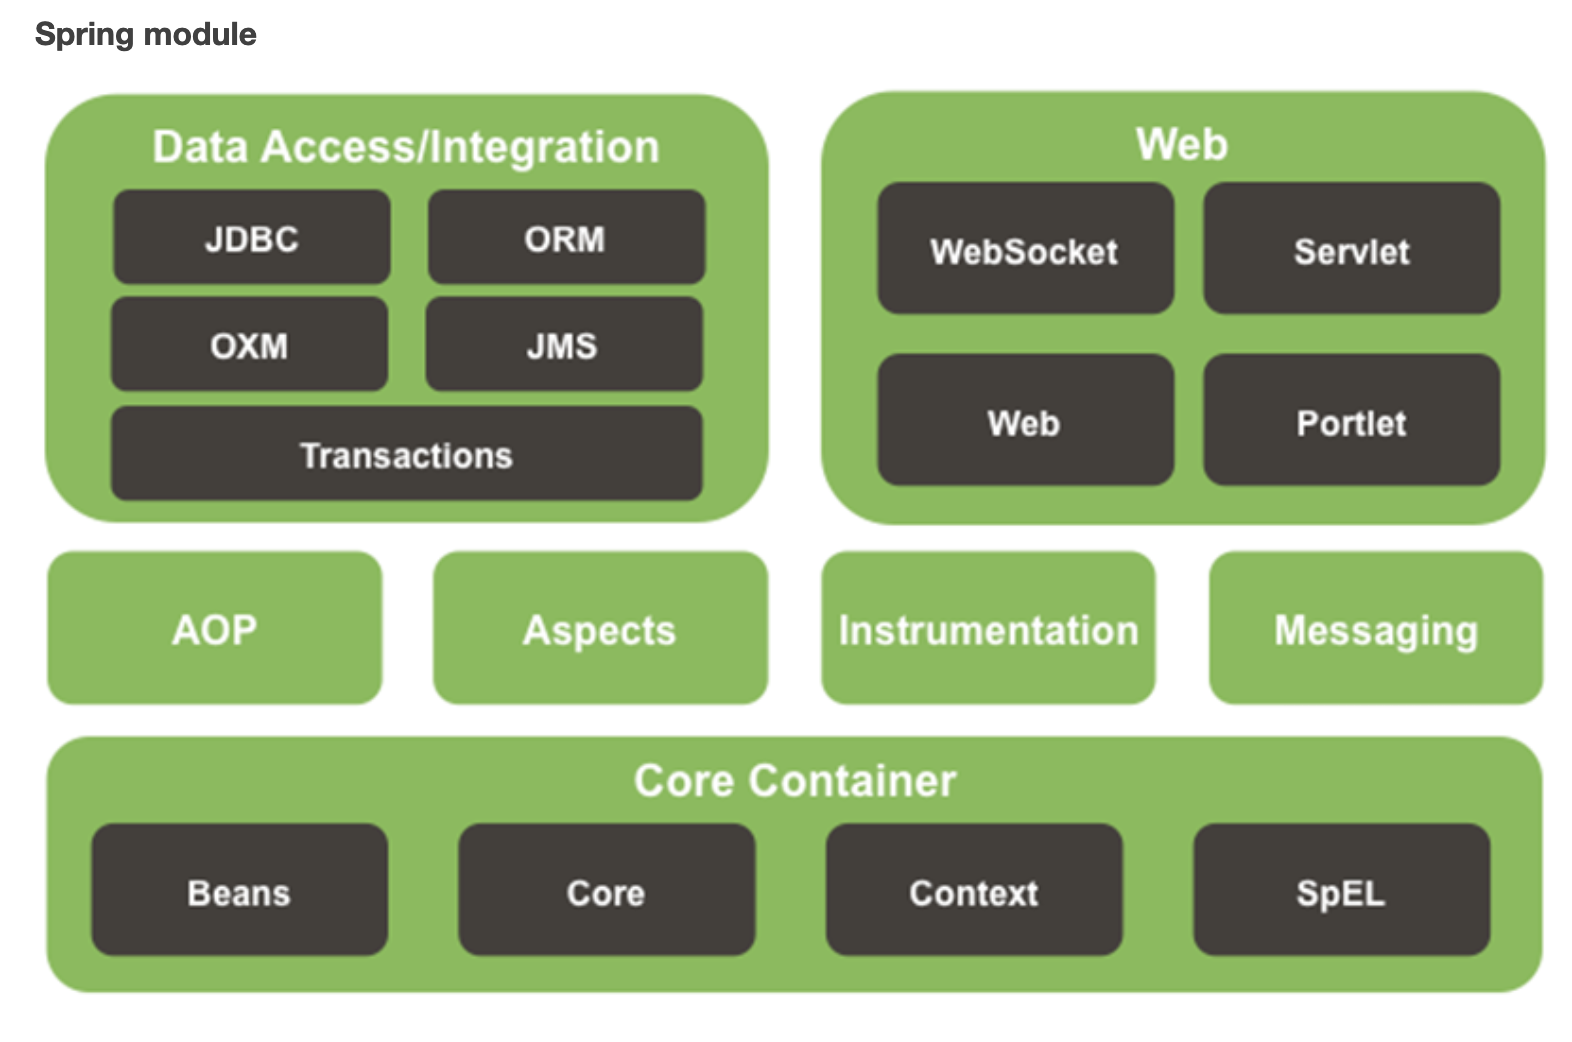 Spring module
Data Access/Integration
JDBC
ORM
OXM
JMS
Transactions
Web
WebSocket
Servlet
Web
Portlet
AOP
Aspects
Instrumentation
Messaging
Core Container
Beans
Core
Context
SpEL